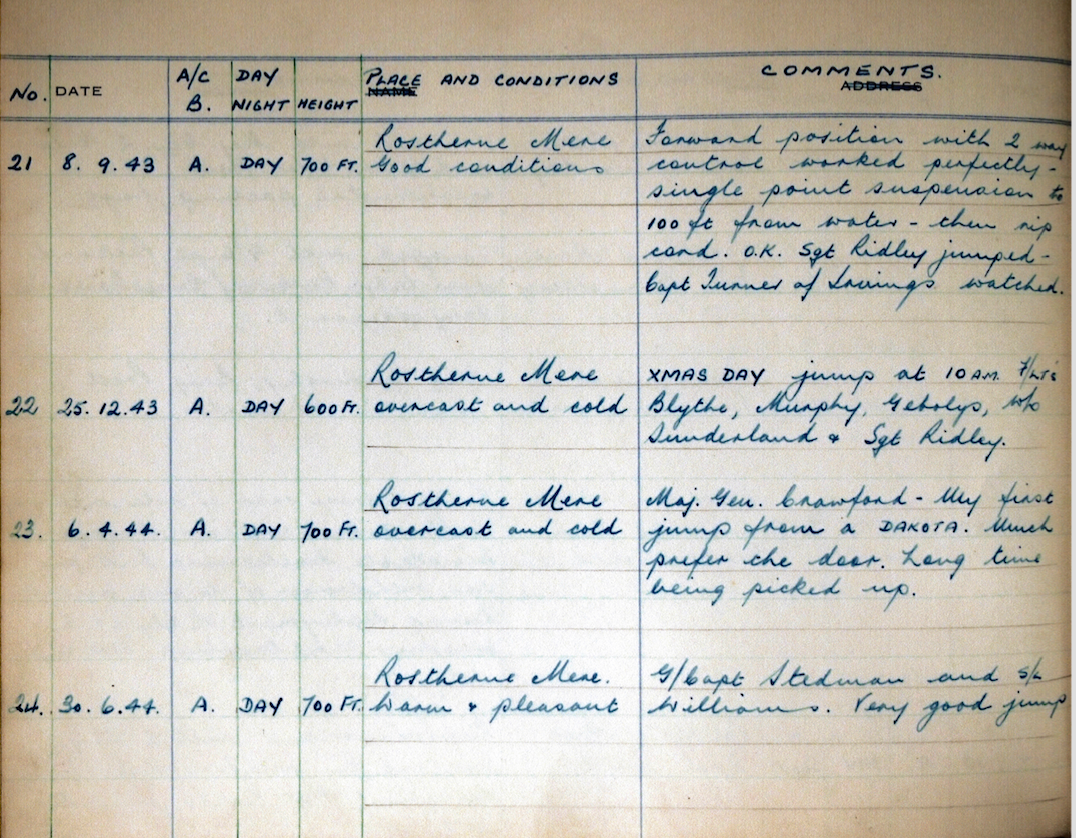 A/C DAY PLACE AND CONDITIONS COMMENTS.
No. DATE B. NIGHT HEIGHT NAME ADDRESS
Rostherne Mere Forward position with 2 way
21 8. 9. 43 A. DAY 700 FT. Good conditions control worked perfectly -
single point suspension to
100 ft from water - then rip
cord. O.K. Sgt Ridley jumped -
Capt Turner of Irvings watched.
Rostherne Mere XMAS DAY jump at 10 A.M. F/Lts
22 25. 12. 43 A. DAY 600 FT. overcast and cold Blythe, Murphy, Gebolys, W/O
Sunderland & Sgt Ridley.
Rostherne Mere Maj. Gen. Crawford - My first
23. 6. 4. 44. A. DAY 700 FT. overcast and cold jump from a DAKOTA. Much
prefer the door. Long time
being picked up.
Rostherne Mere. G/Capt Stedman and S/L
24. 30. 6. 44. A. DAY 700 FT. Warm & pleasant Williams. Very good jump